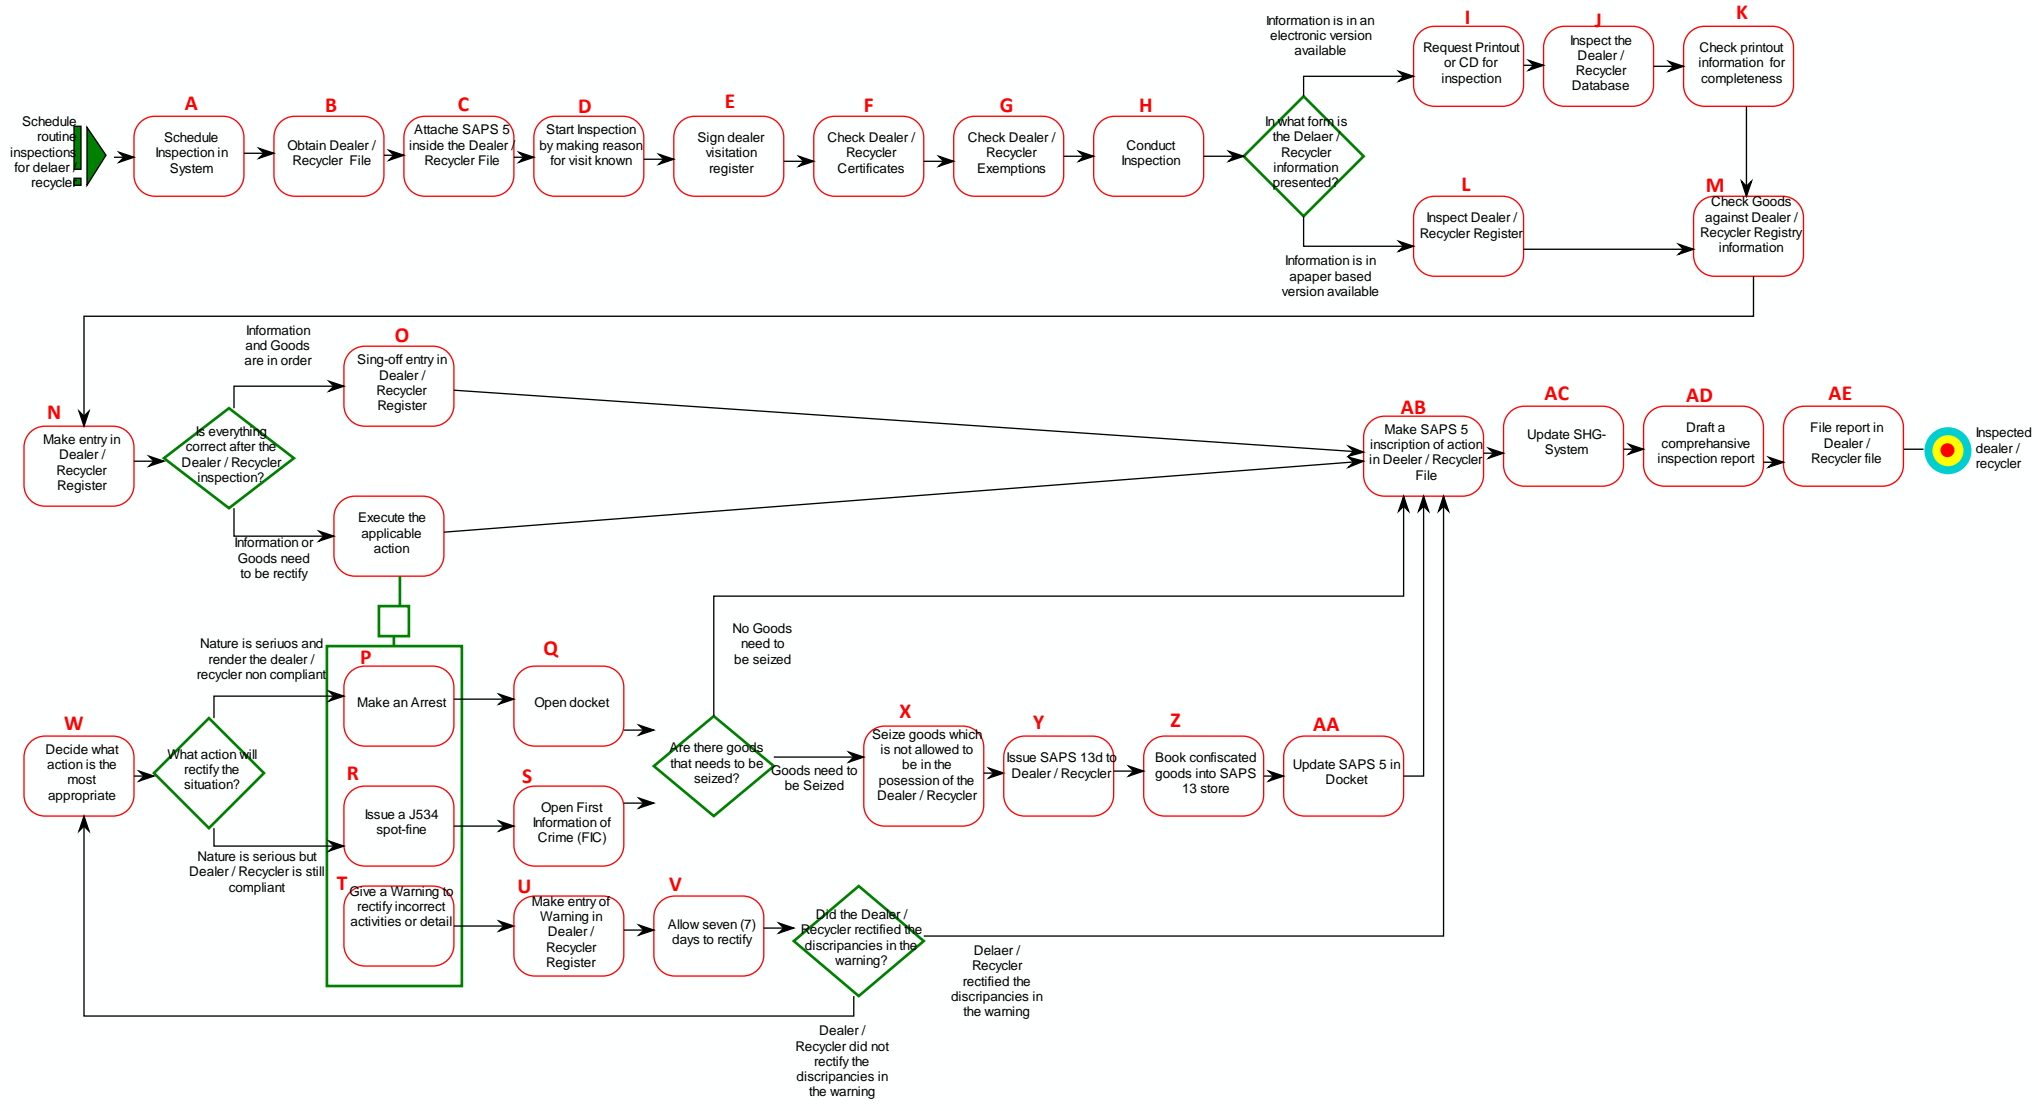 Schedule
routine
inspections
for delaer /
recycler
A
Schedule
Inspection in
System
B
Obtain Dealer /
Recycler File
C
Attache SAPS 5
inside the Dealer /
Recycler File
D
Start Inspection
by making reason
for visit known
E
Sign dealer
visitation
register
F
Check Dealer /
Recycler
Certificates
G
Check Dealer /
Recycler
Exemptions
H
Conduct
Inspection
In what form is
the Delaer /
Recycler
information
presented?
Information is in an
electronic version
available
I
Request Printout
or CD for
inspection
J
Inspect the
Dealer /
Recycler
Database
K
Check printout
information for
completeness
Information is in
apaper based
version available
L
Inspect Dealer /
Recycler Register
M
Check Goods
against Dealer /
Recycler Registry
information
N
Make entry in
Dealer /
Recycler
Register
Is everything
correct after the
Dealer / Recycler
inspection?
Information
and Goods
are in order
O
Sing-off entry in
Dealer /
Recycler
Register
Information or
Goods need
to be rectify
Execute the
applicable
action
AB
Make SAPS 5
inscription of action
in Deeler / Recycler
File
AC
Update SHG-
System
AD
Draft a
comprehansive
inspection report
AE
File report in
Dealer /
Recycler file
Inspected
dealer /
recycler
W
Decide what
action is the
most
appropriate
What action will
rectify the
situation?
Nature is seriuos and
render the dealer /
recycler non compliant
Nature is serious but
Dealer / Recycler is still
compliant
P
Make an Arrest
Q
Open docket
R
Issue a J534
spot-fine
S
Open First
Information of
Crime (FIC)
T
Give a Warning to
rectify incorrect
activities or detail
U
Make entry of
Warning in
Dealer /
Recycler
Register
V
Allow seven (7)
days to rectify
Are there goods
that needs to be
seized?
No Goods
need to
be seized
Goods need to
be Seized
X
Seize goods which
is not allowed to
be in the
posession of the
Dealer / Recycler
Y
Issue SAPS 13d to
Dealer / Recycler
Z
Book confiscated
goods into SAPS
13 store
AA
Update SAPS 5 in
Docket
Did the Dealer /
Recycler rectified the
discripancies in the
warning?
Delaer /
Recycler
rectified the
discripancies in
the warning
Dealer /
Recycler did not
rectify the
discripancies in
the warning